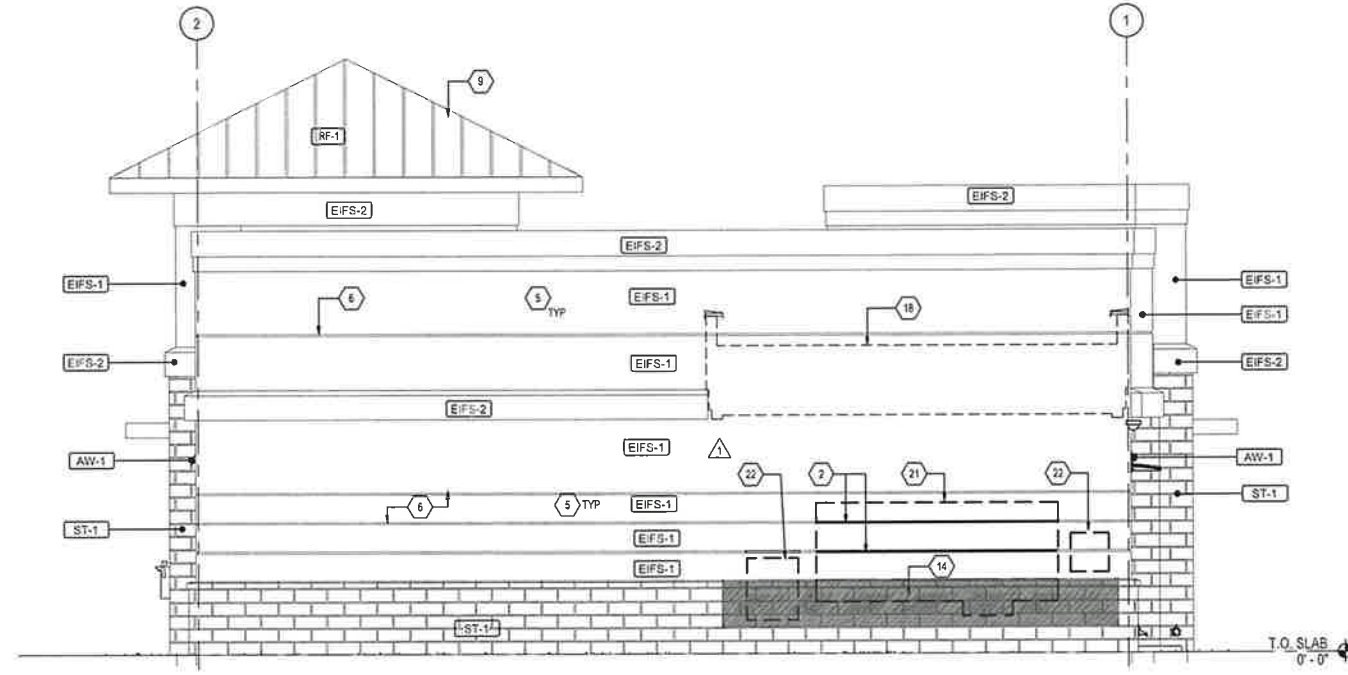 2
1
9
RF-1
EIFS-2
EIFS-2
EIFS-2
EIFS-1
6
5
TYP
EIFS-1
18
EIFS-1
EIFS-1
EIFS-2
EIFS-1
EIFS-2
EIFS-2
EIFS-1
1
AW-1
22
2
21
22
AW-1
6
5 TYP
EIFS-1
ST-1
ST-1
EIFS-1
EIFS-1
14
ST-1
T.O. SLAB
0' - 0"